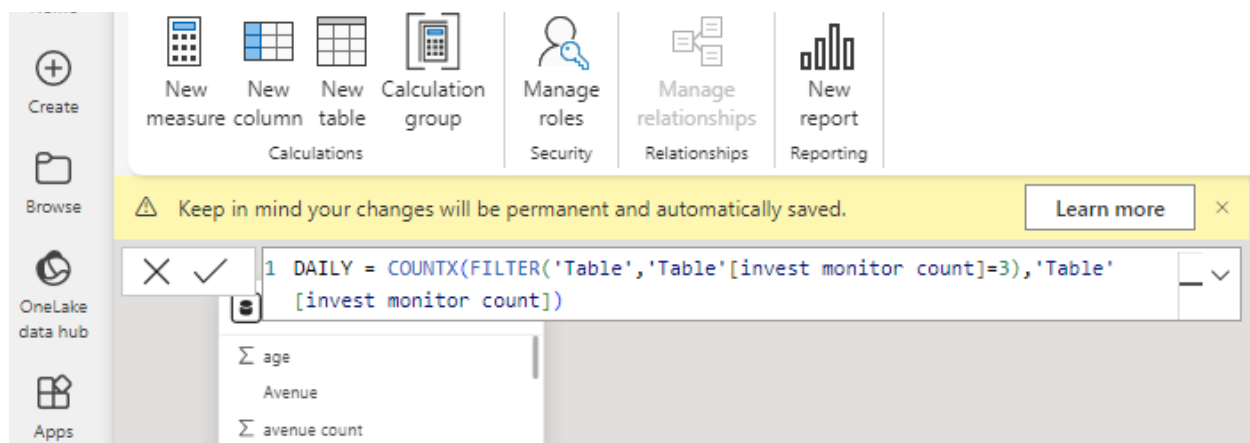 Create
Browse
OneLake
data hub
Apps
New
measure
New
column
New
table
Calculation
group
Calculations
Manage
roles
Security
Manage
relationships
Relationships
New
report
Reporting
Keep in mind your changes will be permanent and automatically saved.
Learn more
1 DAILY = COUNTX(FILTER('Table','Table'[invest monitor count]=3),'Table'
[invest monitor count])
Σ age
Avenue
Σ avenue count